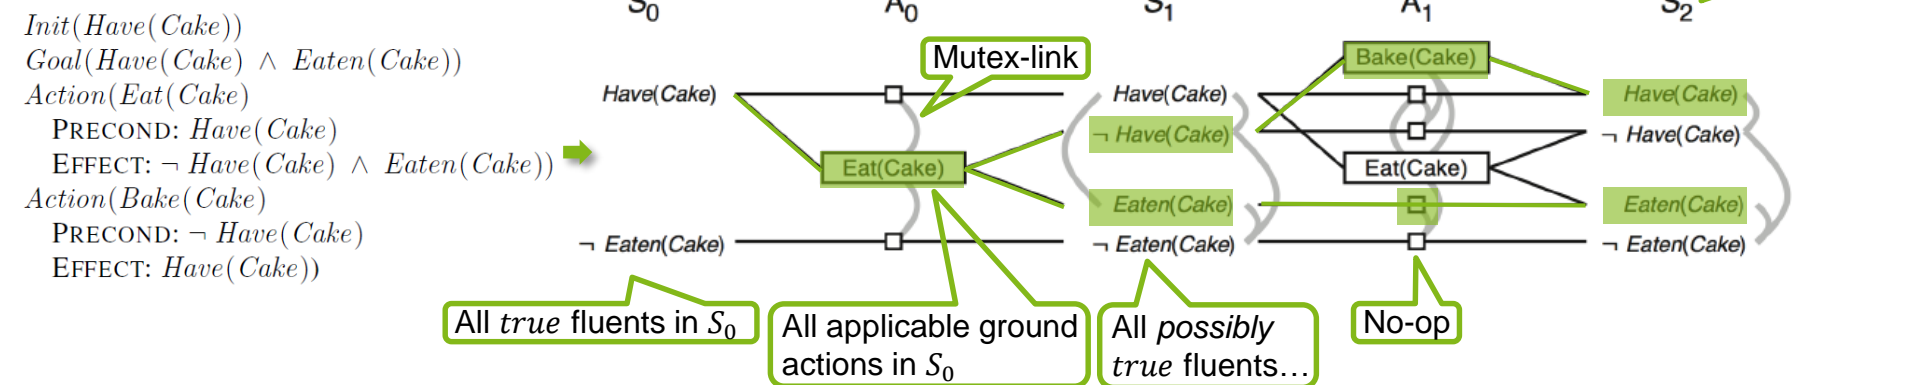 S₀ A₀ S₁ A₁ S₂
Init(Have(Cake))
Goal(Have(Cake) ∧ Eaten(Cake))
Action(Eat(Cake)
PRECOND: Have(Cake)
EFFECT: ¬ Have(Cake) ∧ Eaten(Cake))
Action(Bake(Cake)
PRECOND: ¬ Have(Cake)
EFFECT: Have(Cake))
Mutex-link
Have(Cake)
¬ Eaten(Cake)
Eat(Cake)
Have(Cake)
¬ Have(Cake)
Eaten(Cake)
¬ Eaten(Cake)
Bake(Cake)
Eat(Cake)
Have(Cake)
¬ Have(Cake)
Eaten(Cake)
¬ Eaten(Cake)
All true fluents in S₀
All applicable ground
actions in S₀
All possibly
true fluents…
No-op